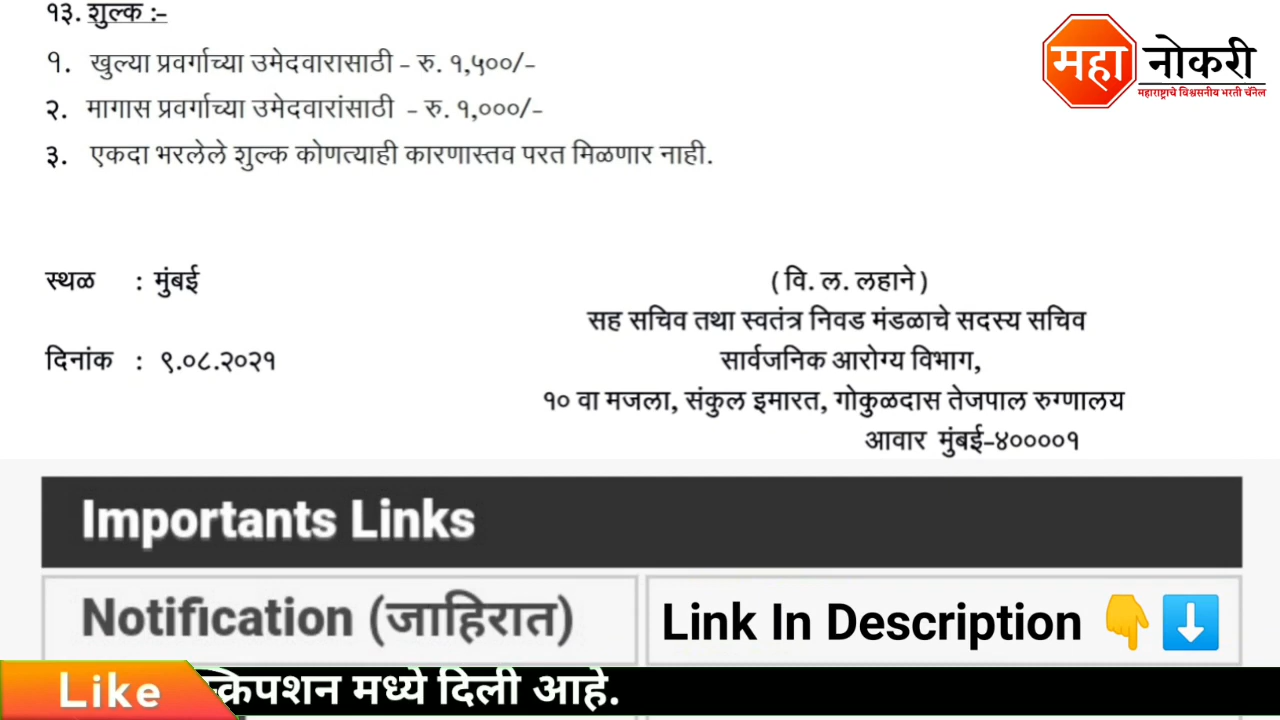 १३. शुल्क :-
१. खुल्या प्रवर्गाच्या उमेदवारासाठी - रु. १,५००/-
२. मागास प्रवर्गाच्या उमेदवारांसाठी - रु. १,०००/-
३. एकदा भरलेले शुल्क कोणत्याही कारणास्तव परत मिळणार नाही.
महा नोकरी
महाराष्ट्राचे विश्वसनीय भरती चॅनेल
स्थळ : मुंबई
( वि. ल. लहाने )
सह सचिव तथा स्वतंत्र निवड मंडळाचे सदस्य सचिव
दिनांक : ९.०८.२०२१
सार्वजनिक आरोग्य विभाग,
१० वा मजला, संकुल इमारत, गोकुळदास तेजपाल रुग्णालय
आवार मुंबई-४००००१
Importants Links
Notification (जाहिरात)
Link In Description 👇⬇️
Like
मध्ये दिली आहे.